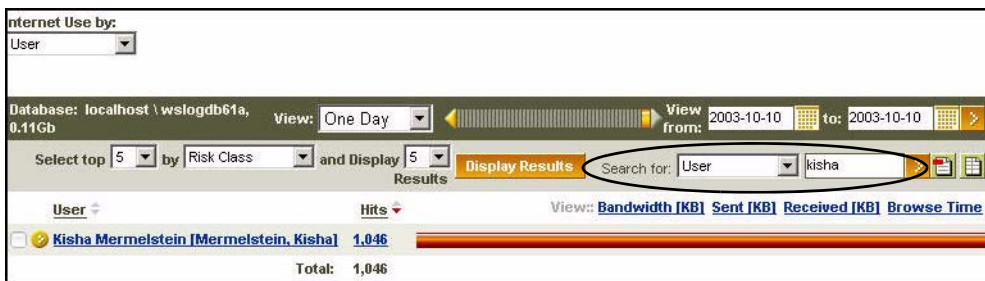 nternet Use by:
User
Database: localhost \ wslogdb61a, 0.11Gb
View: One Day
View from: 2003-10-10 to: 2003-10-10
Select top 5 by Risk Class and Display 5 Results
Display Results
Search for: User kisha
User Hits View:: Bandwidth [KB] Sent [KB] Received [KB] Browse Time
Kisha Mermelstein [Mermelstein, Kisha] 1,046
Total: 1,046